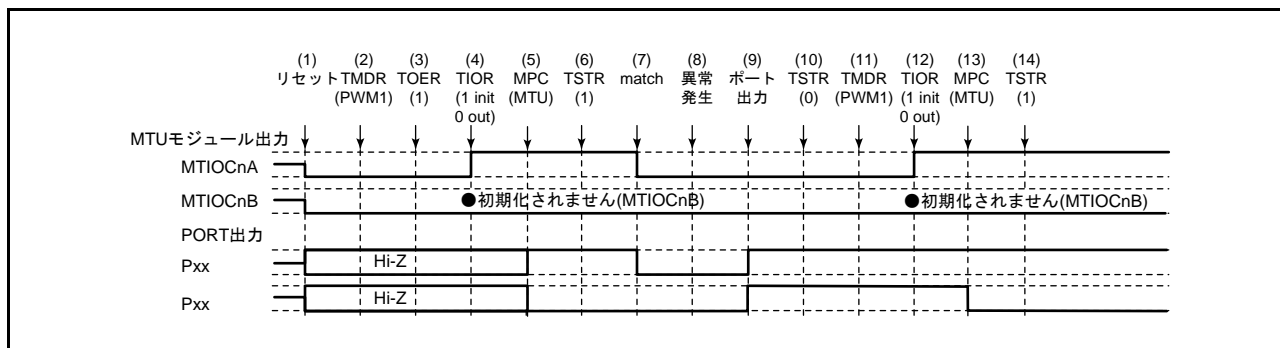 (1) (2) (3) (4) (5) (6) (7) (8) (9) (10) (11) (12) (13) (14)
リセット TMDR TOER TIOR MPC TSTR match 異常 ポート TSTR TMDR TIOR MPC TSTR
(PWM1) (1) (1 init (MTU) (1) 発生 出力 (0) (PWM1) (1 init (MTU) (1)
0 out) 0 out)
MTUモジュール出力
MTIOCnA
MTIOCnB ●初期化されません(MTIOCnB) ●初期化されません(MTIOCnB)
PORT出力
Pxx Hi-Z
Pxx Hi-Z